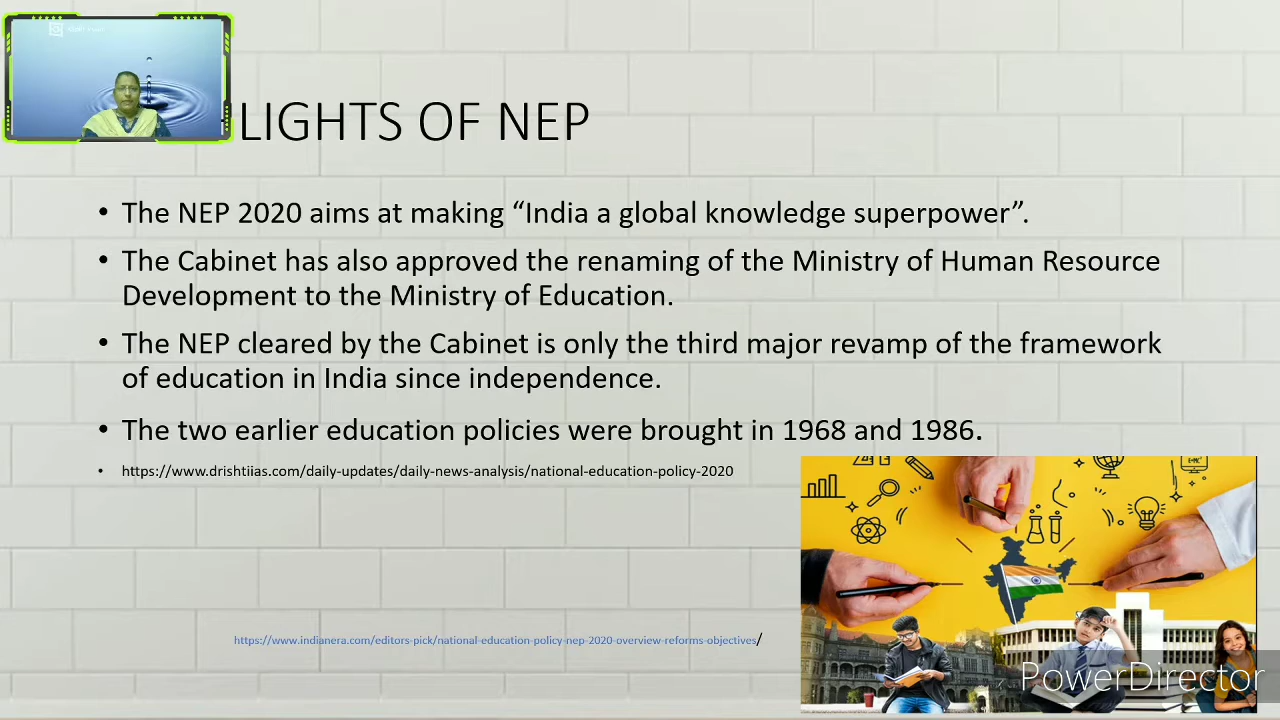 LIGHTS OF NEP
• The NEP 2020 aims at making “India a global knowledge superpower”.
• The Cabinet has also approved the renaming of the Ministry of Human Resource
Development to the Ministry of Education.
• The NEP cleared by the Cabinet is only the third major revamp of the framework
of education in India since independence.
• The two earlier education policies were brought in 1968 and 1986.
• https://www.drishtiias.com/daily-updates/daily-news-analysis/national-education-policy-2020
https://www.indianera.com/editors-pick/national-education-policy-nep-2020-overview-reforms-objectives/
PowerDirector